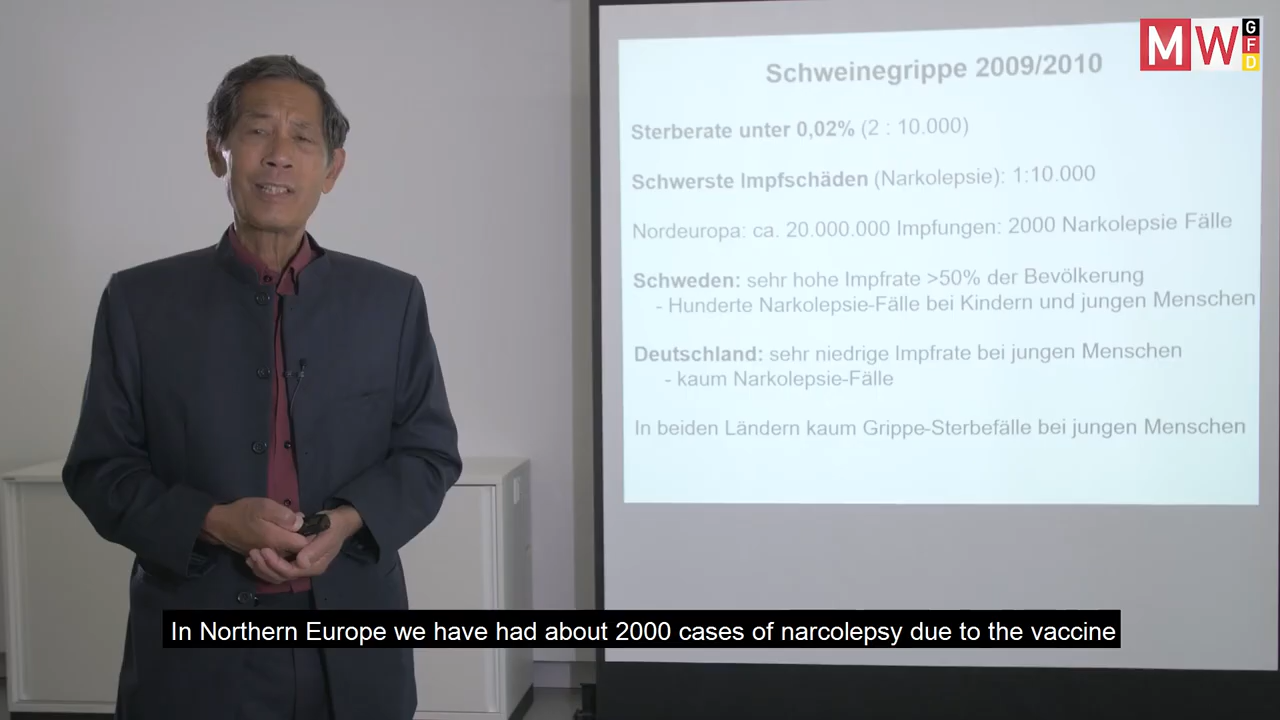 MW
G
F
D
Schweinegrippe 2009/2010
Sterberate unter 0,02% (2 : 10.000)
Schwerste Impfschäden (Narkolepsie): 1:10.000
Nordeuropa: ca. 20.000.000 Impfungen: 2000 Narkolepsie Fälle
Schweden: sehr hohe Impfrate >50% der Bevölkerung
- Hunderte Narkolepsie-Fälle bei Kindern und jungen Menschen
Deutschland: sehr niedrige Impfrate bei jungen Menschen
- kaum Narkolepsie-Fälle
In beiden Ländern kaum Grippe-Sterbefälle bei jungen Menschen
In Northern Europe we have had about 2000 cases of narcolepsy due to the vaccine